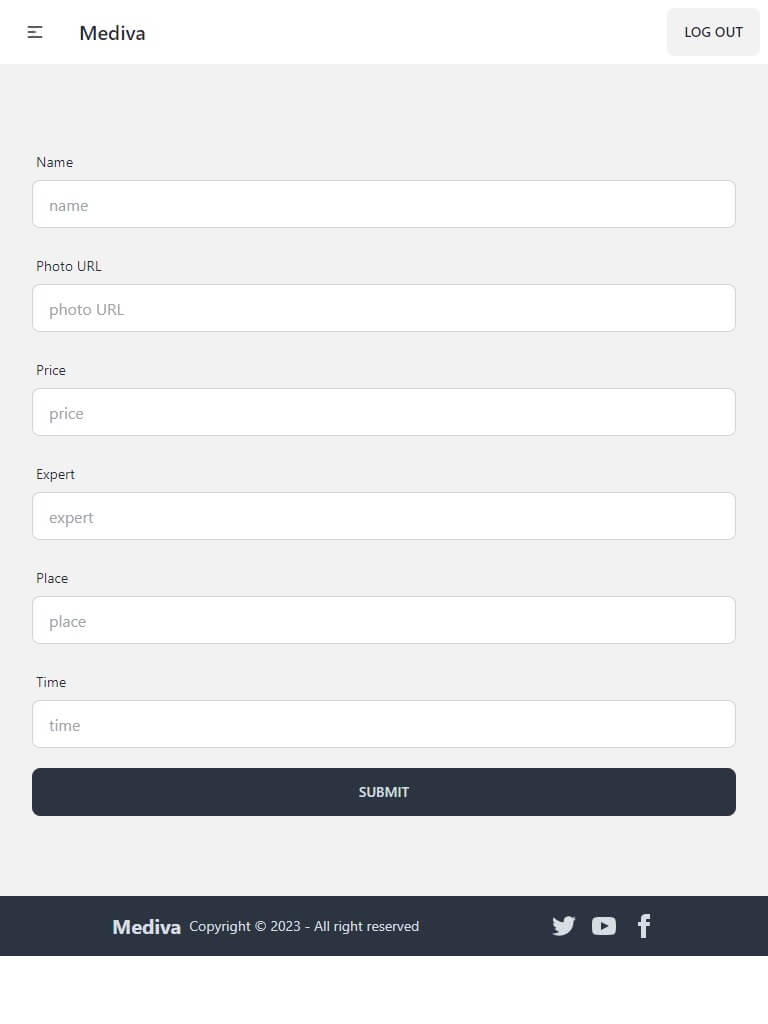 Mediva
LOG OUT
Name
name
Photo URL
photo URL
Price
price
Expert
expert
Place
place
Time
time
SUBMIT
Mediva Copyright © 2023 - All right reserved